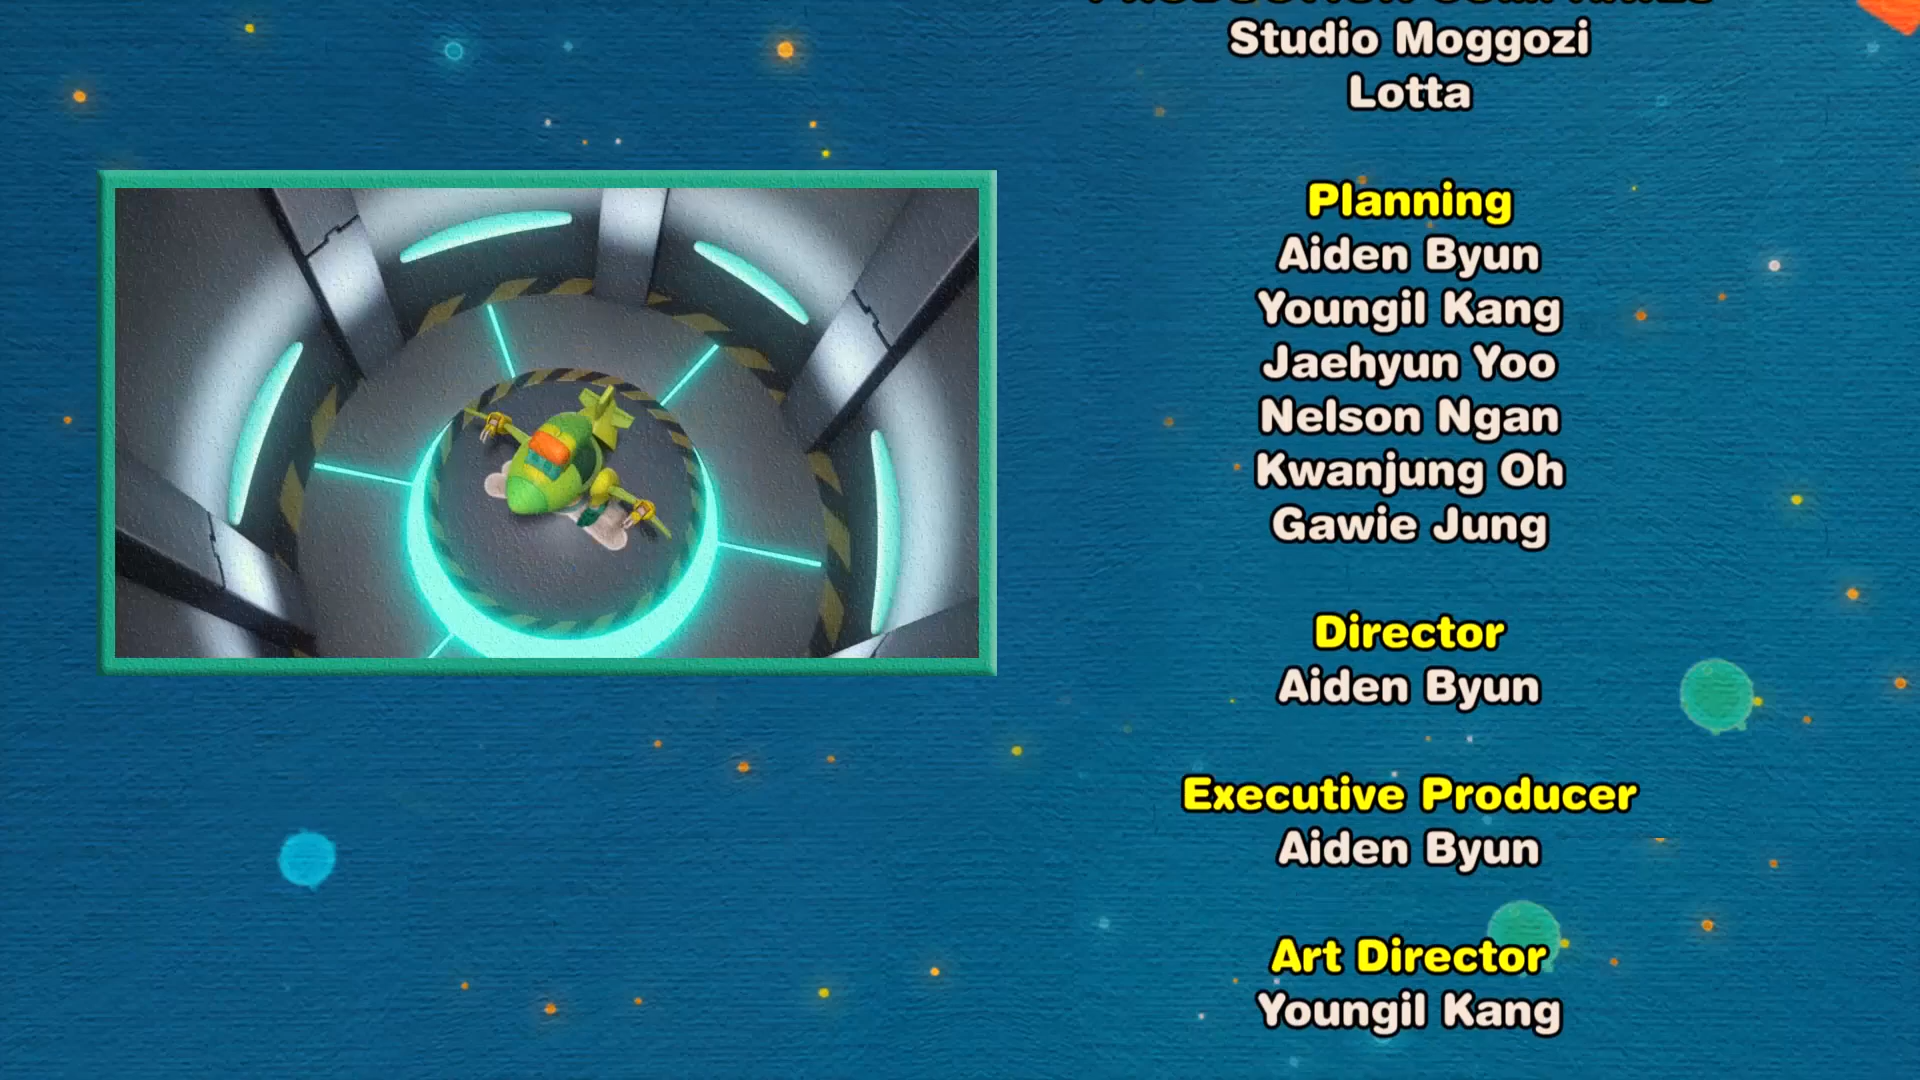 Studio Moggozi
Lotta
Planning
Aiden Byun
Youngil Kang
Jaehyun Yoo
Nelson Ngan
Kwanjung Oh
Gawie Jung
Director
Aiden Byun
Executive Producer
Aiden Byun
Art Director
Youngil Kang